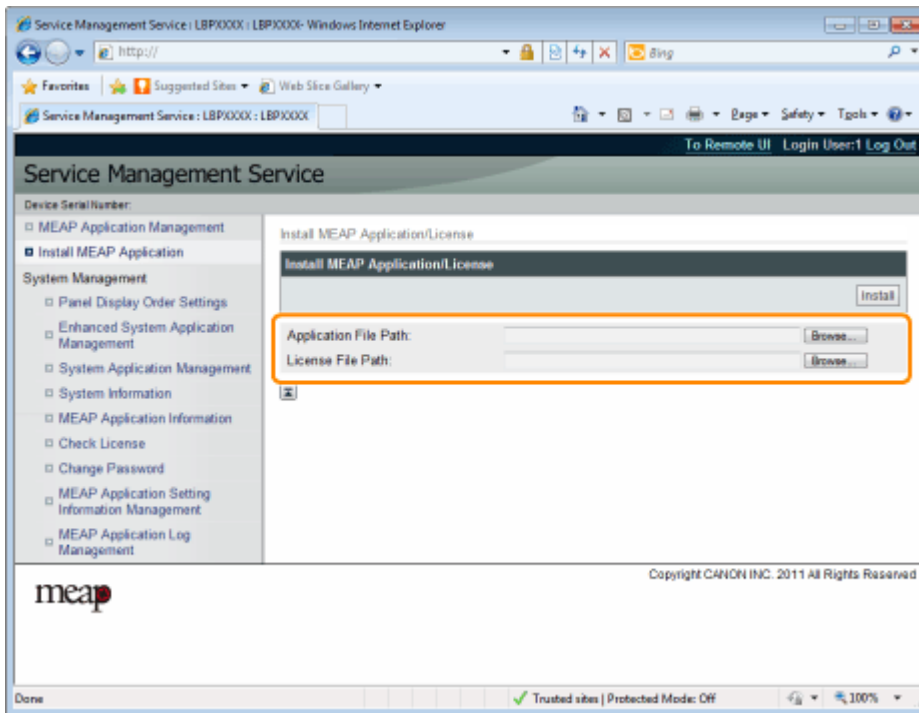 Service Management Service : LBPXXXX : LBPXXXX- Windows Internet Explorer
http://
Bing
Favorites Suggested Sites Web Slice Gallery
Service Management Service : LBPXXXX : LBPXXXX
Page Safety Tools
To Remote UI Login User:1 Log Out
Service Management Service
Device Serial Number:
MEAP Application Management
Install MEAP Application
System Management
Panel Display Order Settings
Enhanced System Application
Management
System Application Management
System Information
MEAP Application Information
Check License
Change Password
MEAP Application Setting
Information Management
MEAP Application Log
Management
Install MEAP Application/License
Install MEAP Application/License
Install
Application File Path: Browse...
License File Path: Browse...
Copyright CANON INC. 2011 All Rights Reserved
meap
Done Trusted sites | Protected Mode: Off 100%